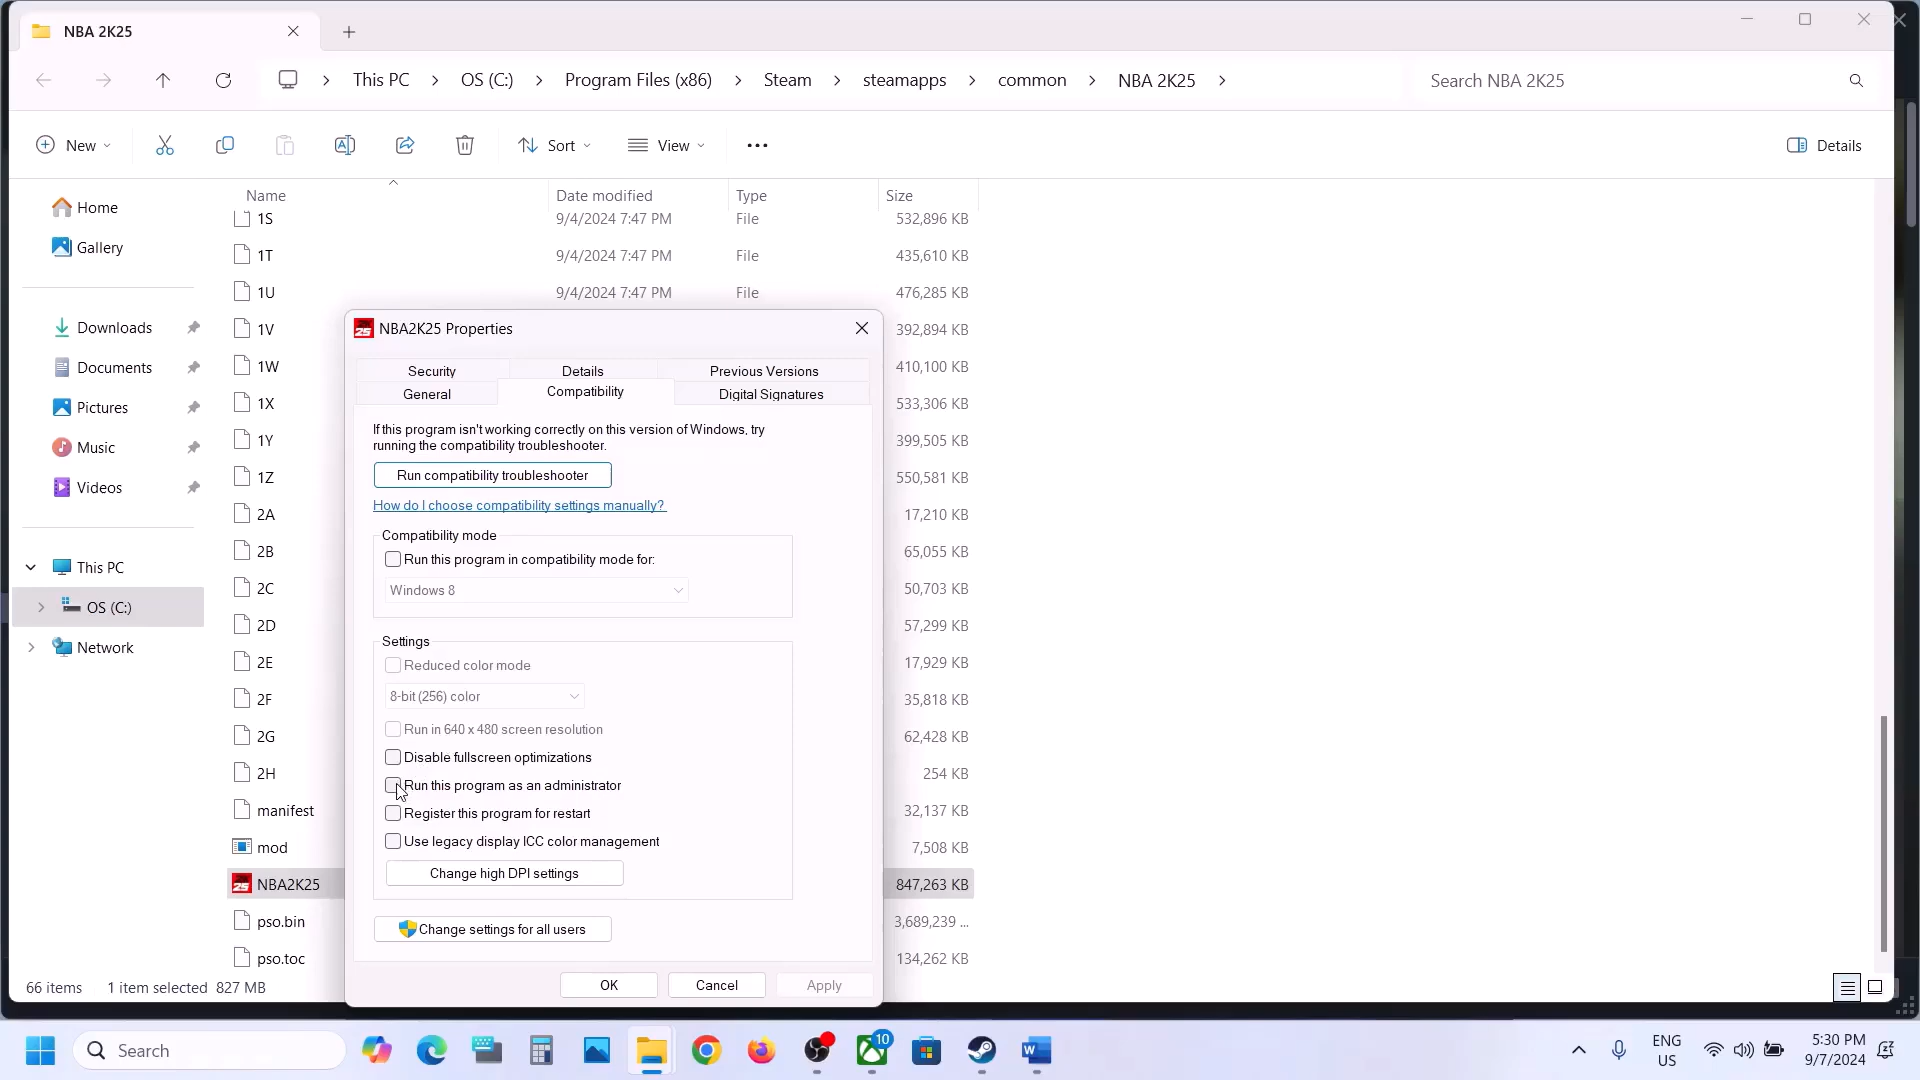 NBA 2K25
This PC
OS (C:)
Program Files (x86)
Steam
steamapps
common
NBA 2K25
Search NBA 2K25
New
Sort
View
Details
Home
Gallery
Downloads
Documents
Pictures
Music
Videos
This PC
OS (C:)
Network
Name Date modified Type Size
1S 9/4/2024 7:47 PM File 532,896 KB
1T 9/4/2024 7:47 PM File 435,610 KB
1U 9/4/2024 7:47 PM File 476,285 KB
1V 392,894 KB
1W 410,100 KB
1X 533,306 KB
1Y 399,505 KB
1Z 550,581 KB
2A 17,210 KB
2B 65,055 KB
2C 50,703 KB
2D 57,299 KB
2E 17,929 KB
2F 35,818 KB
2G 62,428 KB
2H 254 KB
manifest 32,137 KB
mod 7,508 KB
NBA2K25 847,263 KB
pso.bin 3,689,239 ...
pso.toc 134,262 KB
66 items 1 item selected 827 MB
NBA2K25 Properties
Security Details Previous Versions
General Compatibility Digital Signatures
If this program isn't working correctly on this version of Windows, try
running the compatibility troubleshooter.
Run compatibility troubleshooter
How do I choose compatibility settings manually?
Compatibility mode
Run this program in compatibility mode for:
Windows 8
Settings
Reduced color mode
8-bit (256) color
Run in 640 x 480 screen resolution
Disable fullscreen optimizations
Run this program as an administrator
Register this program for restart
Use legacy display ICC color management
Change high DPI settings
Change settings for all users
OK Cancel Apply
Search
10
ENG
US
5:30 PM
9/7/2024